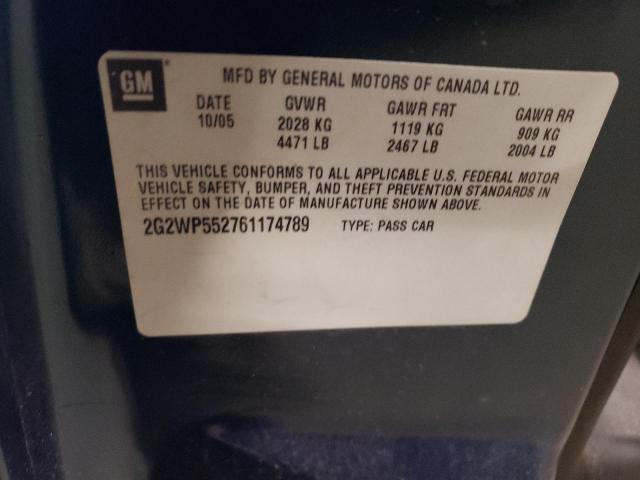 GM®
MFD BY GENERAL MOTORS OF CANADA LTD.
DATE GVWR GAWR FRT GAWR RR
10/05 2028 KG 1119 KG 909 KG
4471 LB 2467 LB 2004 LB
THIS VEHICLE CONFORMS TO ALL APPLICABLE U.S. FEDERAL MOTOR
VEHICLE SAFETY, BUMPER, AND THEFT PREVENTION STANDARDS IN
EFFECT ON THE DATE OF MANUFACTURE SHOWN ABOVE.
2G2WP552761174789 TYPE: PASS CAR